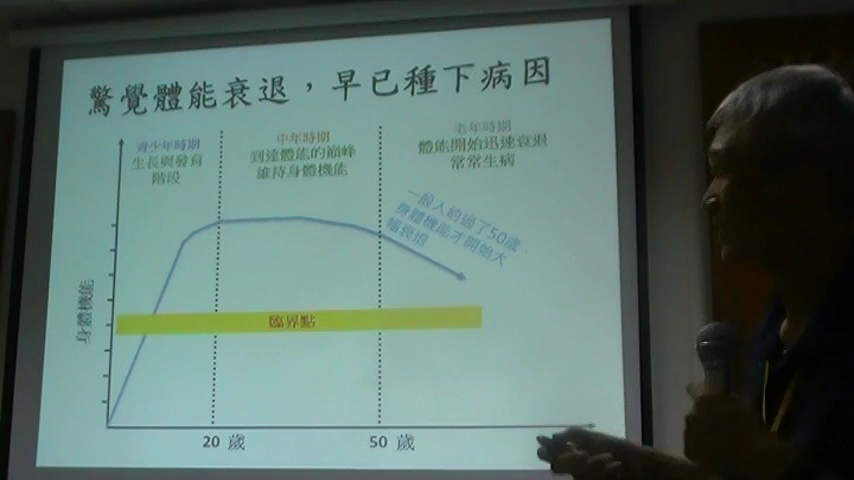 驚覺體能衰退，早已種下病因
青少年時期
生長與發育
階段
中年時期
到達體能的巔峰
維持身體機能
老年時期
體能開始迅速衰退
常常生病
一般人約過了50歲，
身體機能才開始大
幅衰退
身體機能
臨界點
20 歲
50 歲